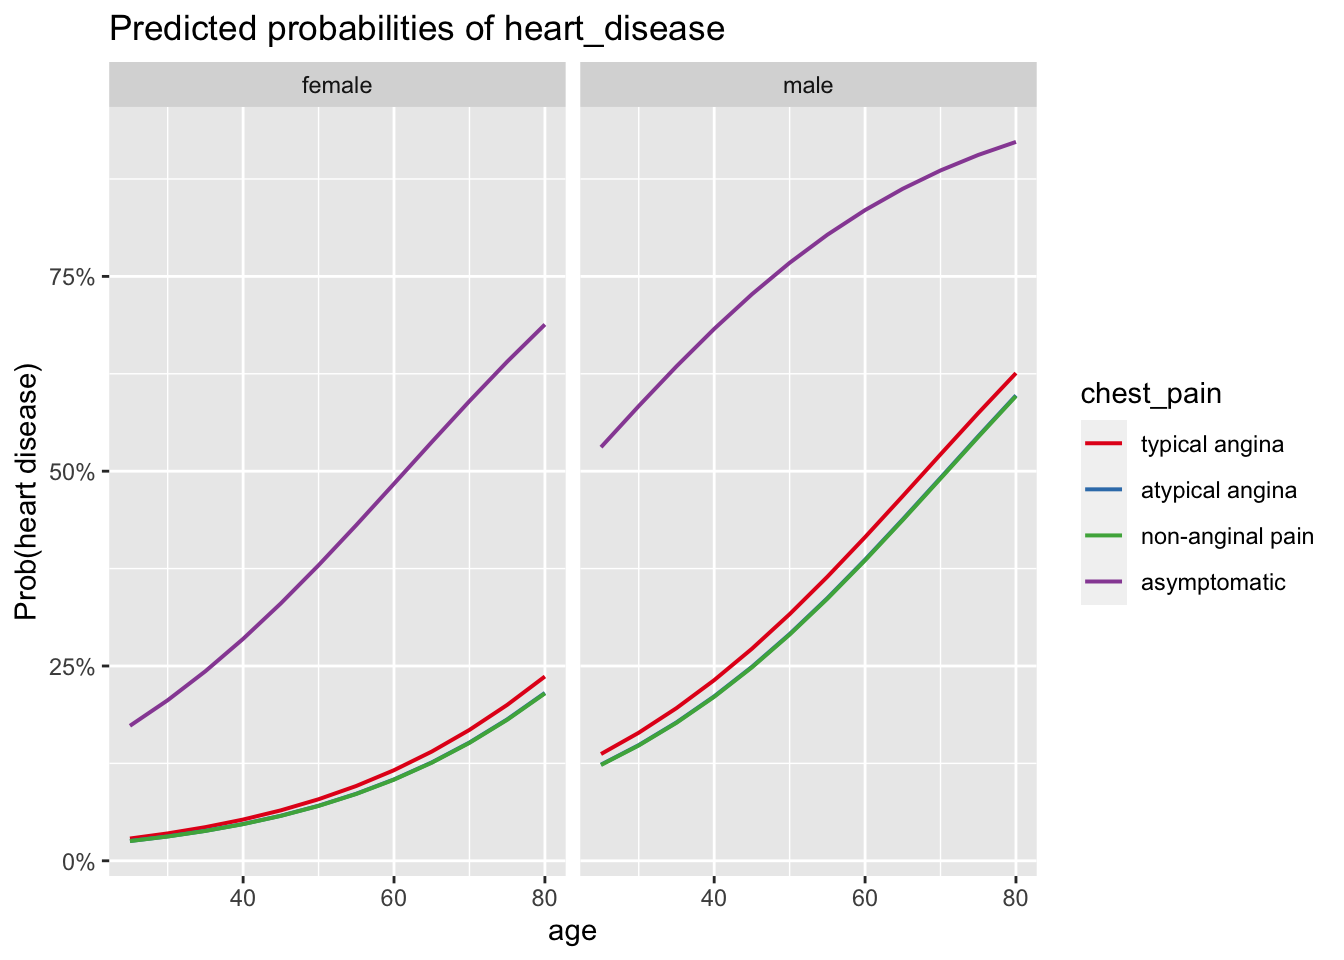 Predicted probabilities of heart_disease
female
male
75%
50%
25%
0%
40
60
80
40
60
80
age
Prob(heart disease)
chest_pain
typical angina
atypical angina
non-anginal pain
asymptomatic